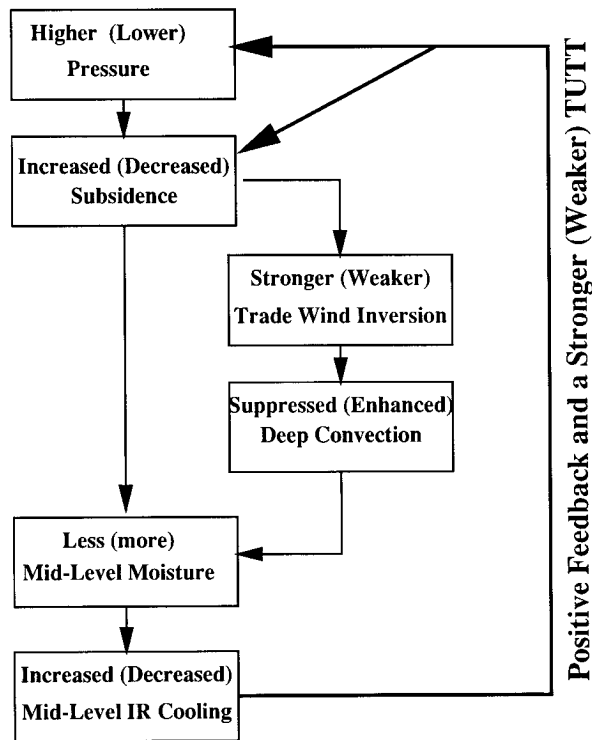 Higher (Lower)
Pressure
Increased (Decreased)
Subsidence
Stronger (Weaker)
Trade Wind Inversion
Suppressed (Enhanced)
Deep Convection
Less (more)
Mid-Level Moisture
Increased (Decreased)
Mid-Level IR Cooling
Positive Feedback and a Stronger (Weaker) TUTT